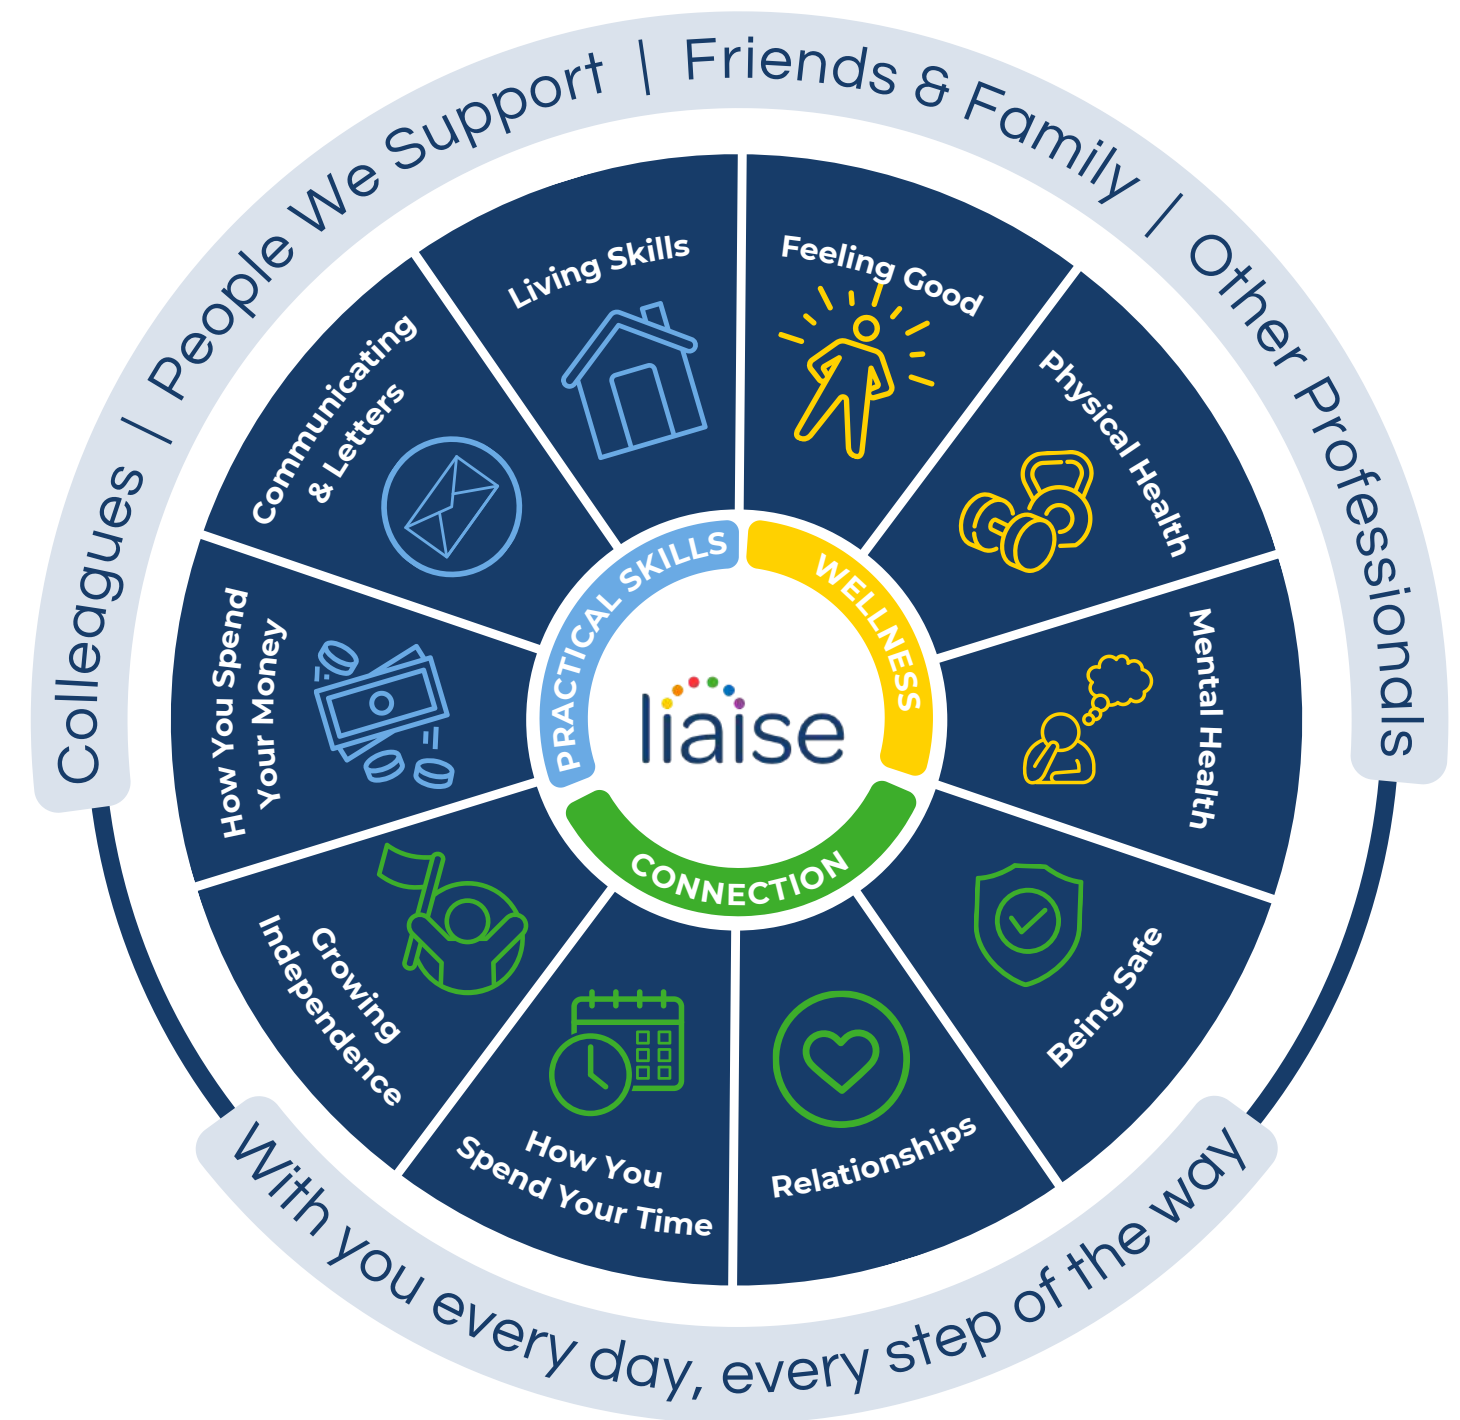 Colleagues | People We Support | Friends & Family | Other Professionals
Living Skills
Feeling Good
Physical Health
Mental Health
Being Safe
Relationships
How You
Spend Your Time
Growing
Independence
How You Spend
Your Money
Communicating
& Letters
PRACTICAL SKILLS
WELLNESS
CONNECTION
liaise
With you every day, every step of the way